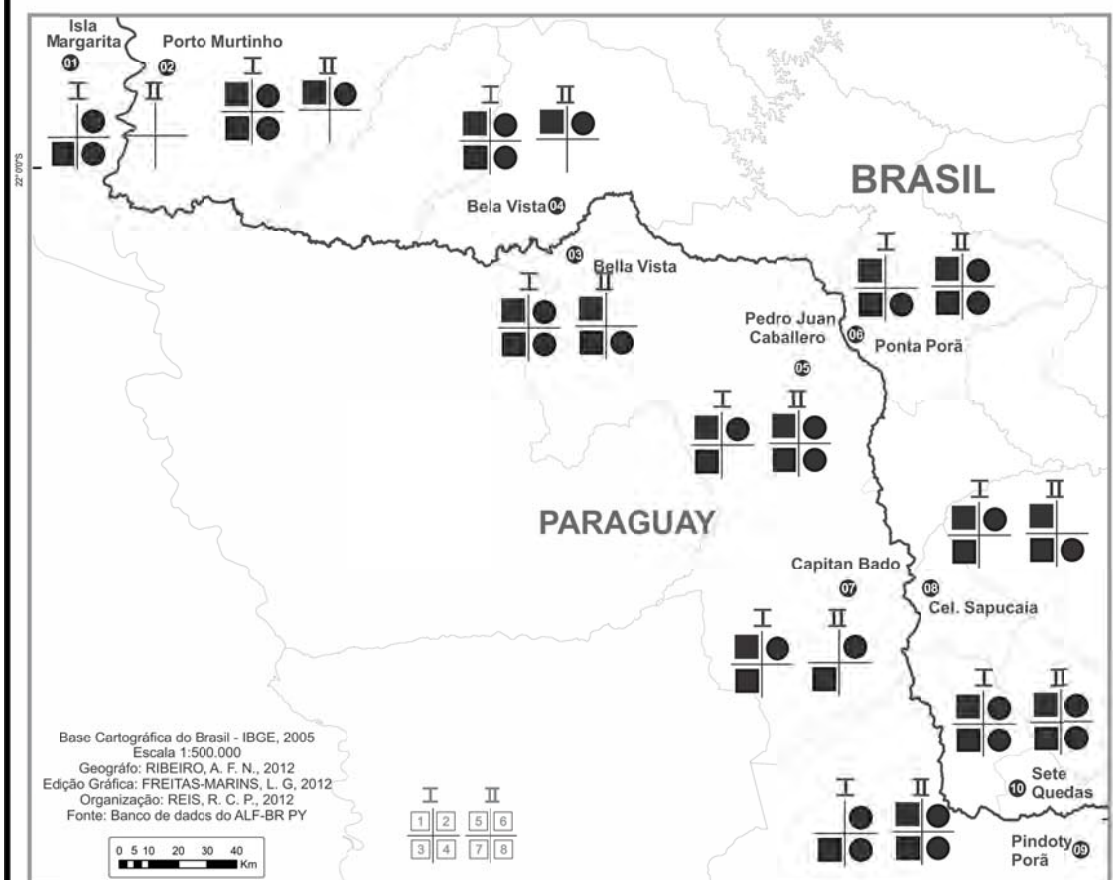 Isla
Margarita
01
Porto Murtinho
02
I
II
I
II
I
II
22° 0'0"S
BRASIL
Bela Vista 04
03
Bella Vista
I
II
I
II
Pedro Juan
Caballero
06
Ponta Porã
05
I
II
PARAGUAY
I
II
Capitan Bado
07
08
Cel. Sapucaia
I
II
I
II
Base Cartográfica do Brasil - IBGE, 2005
Escala 1:500.000
Geográfo: RIBEIRO, A. F. N., 2012
Edição Gráfica: FREITAS-MARINS, L. G, 2012
Organização: REIS, R. C. P., 2012
Fonte: Banco de dados do ALF-BR PY
0 5 10 20 30 40
Km
I
II
1 2 5 6
3 4 7 8
I
II
10
Sete
Quedas
Pindoty
Porã
09